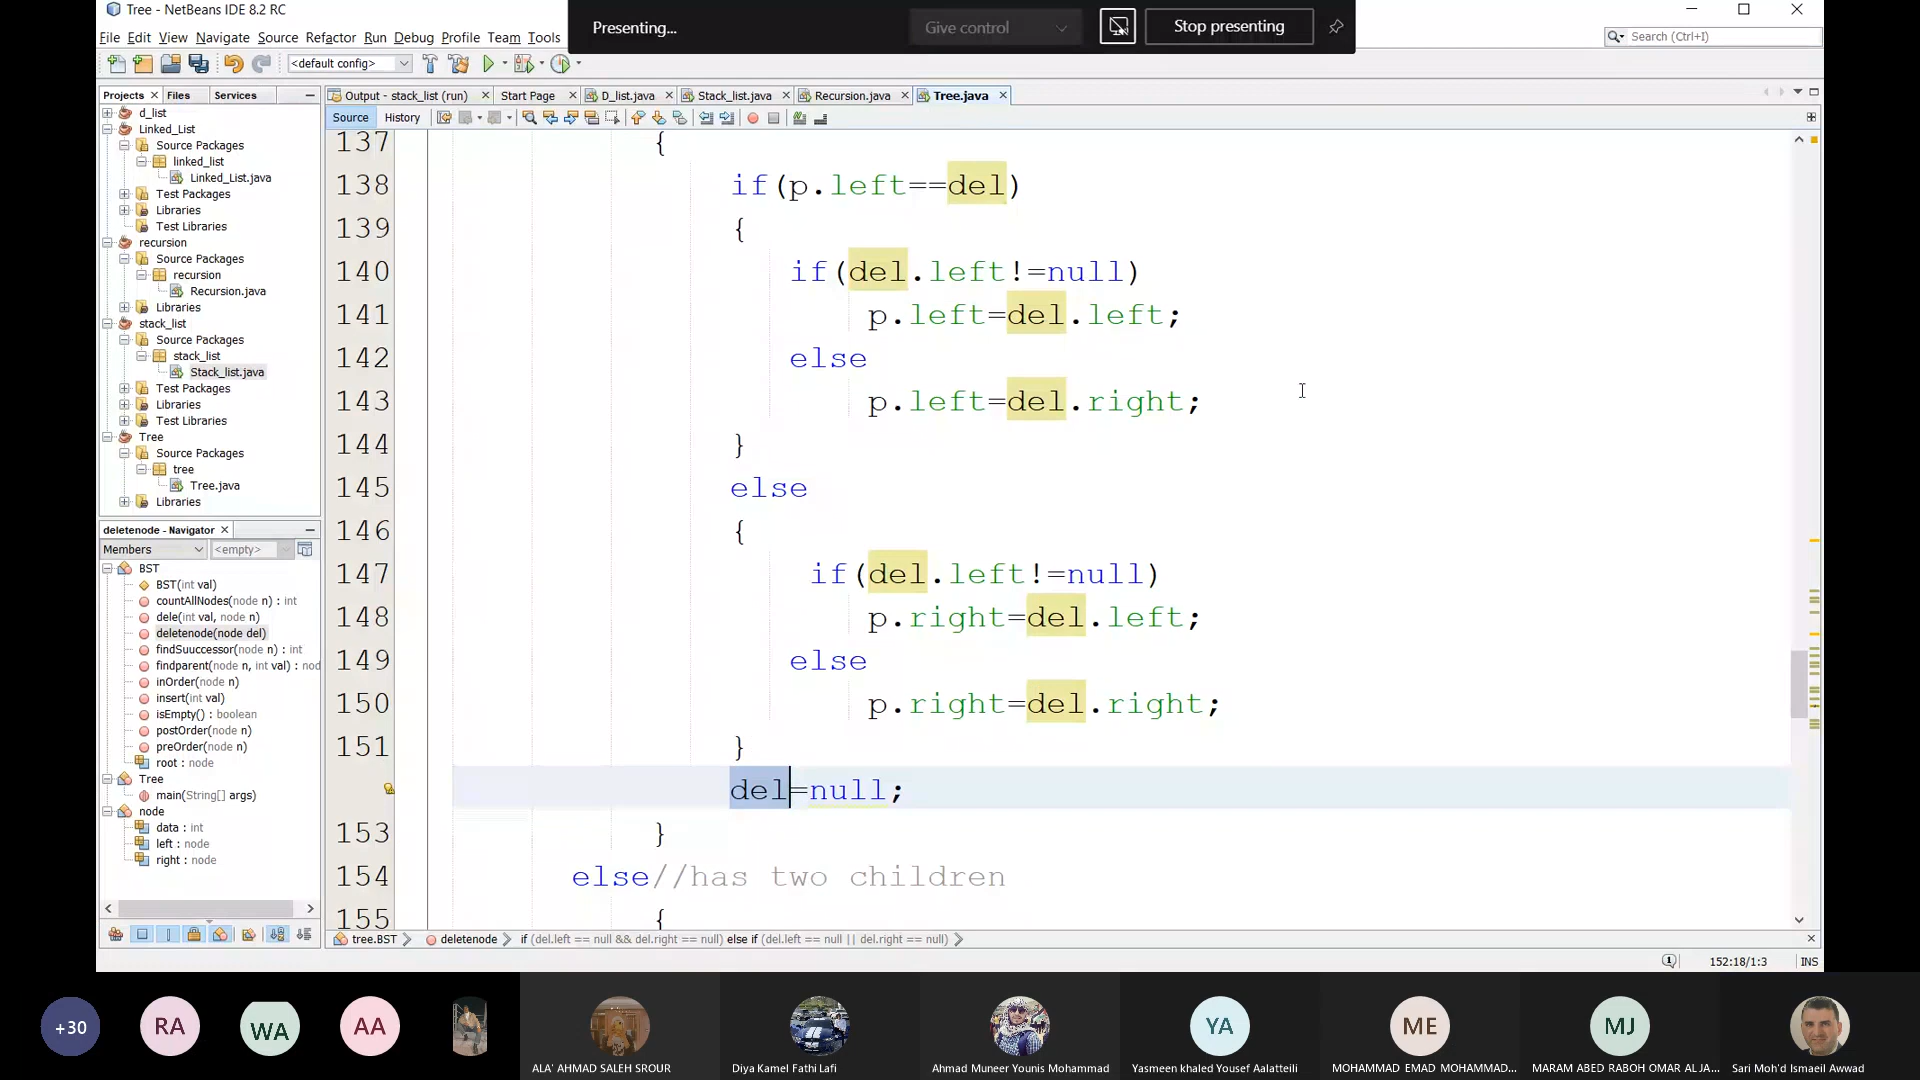 Tree - NetBeans IDE 8.2 RC
Presenting...
Give control
Stop presenting
File Edit View Navigate Source Refactor Run Debug Profile Team Tools
Search (Ctrl+I)
<default config>
Projects Files Services
Output - stack_list (run) Start Page D_list.java Stack_list.java Recursion.java Tree.java
Source History
d_list
Linked_List
Source Packages
linked_list
Linked_List.java
Test Packages
Libraries
Test Libraries
recursion
Source Packages
recursion
Recursion.java
Libraries
stack_list
Source Packages
stack_list
Stack_list.java
Test Packages
Libraries
Test Libraries
Tree
Source Packages
tree
Tree.java
Libraries
deletenode - Navigator
Members <empty>
BST
BST(int val)
countAllNodes(node n) : int
dele(int val, node n)
deletenode(node del)
findSuuccessor(node n) : int
findparent(node n, int val) : nod
inOrder(node n)
insert(int val)
isEmpty() : boolean
postOrder(node n)
preOrder(node n)
root : node
Tree
main(String[] args)
node
data : int
left : node
right : node
137 {
138 if(p.left==del)
139 {
140 if(del.left!=null)
141 p.left=del.left;
142 else
143 p.left=del.right;
144 }
145 else
146 {
147 if(del.left!=null)
148 p.right=del.left;
149 else
150 p.right=del.right;
151 }
del=null;
153 }
154 else//has two children
155 {
tree.BST deletenode if (del.left == null && del.right == null) else if (del.left == null || del.right == null)
152:18/1:3 INS
+30
RA
WA
AA
YA
ME
MJ
ALA' AHMAD SALEH SROUR
Diya Kamel Fathi Lafi
Ahmad Muneer Younis Mohammad
Yasmeen khaled Yousef Aalatteili
MOHAMMAD EMAD MOHAMMAD...
MARAM ABED RABOH OMAR AL JA...
Sari Moh'd Ismaeil Awwad